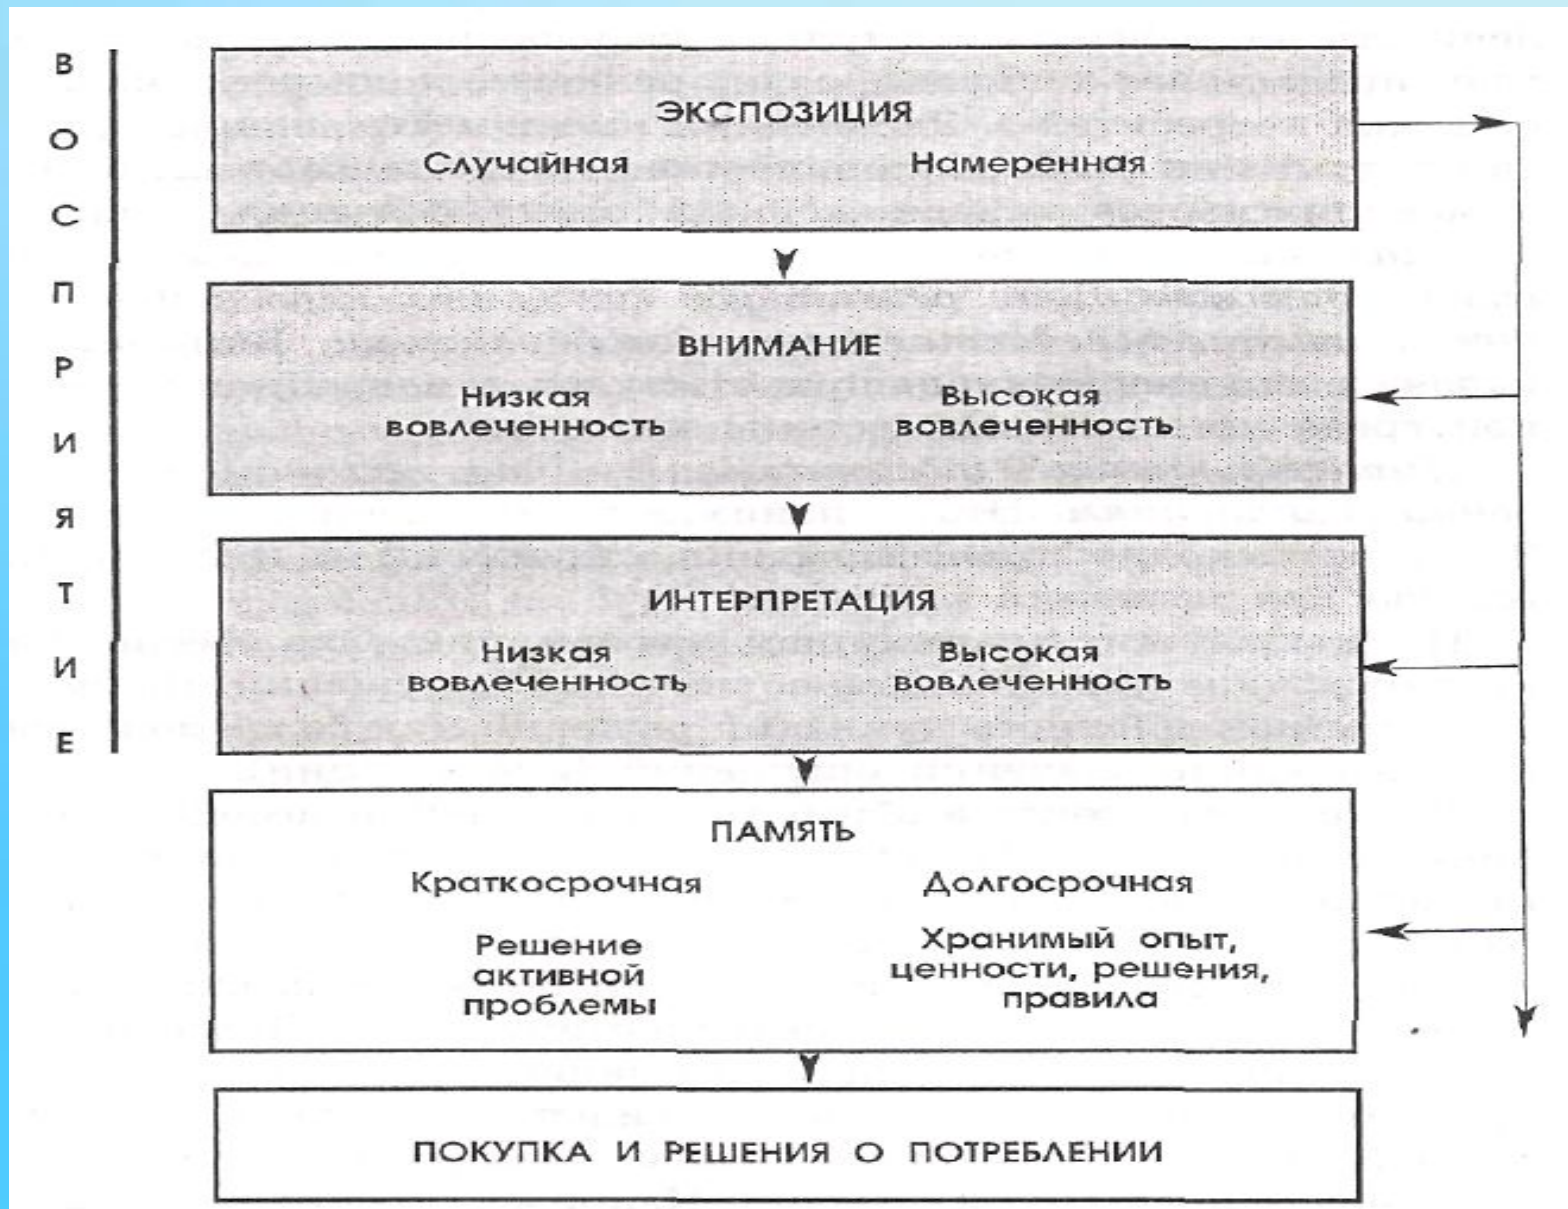 ВОСПРИЯТИЕ
ЭКСПОЗИЦИЯ
Случайная Намеренная
ВНИМАНИЕ
Низкая Высокая
вовлеченность вовлеченность
ИНТЕРПРЕТАЦИЯ
Низкая Высокая
вовлеченность вовлеченность
ПАМЯТЬ
Краткосрочная Долгосрочная
Решение
активной
проблемы
Хранимый опыт,
ценности, решения,
правила
ПОКУПКА И РЕШЕНИЯ О ПОТРЕБЛЕНИИ